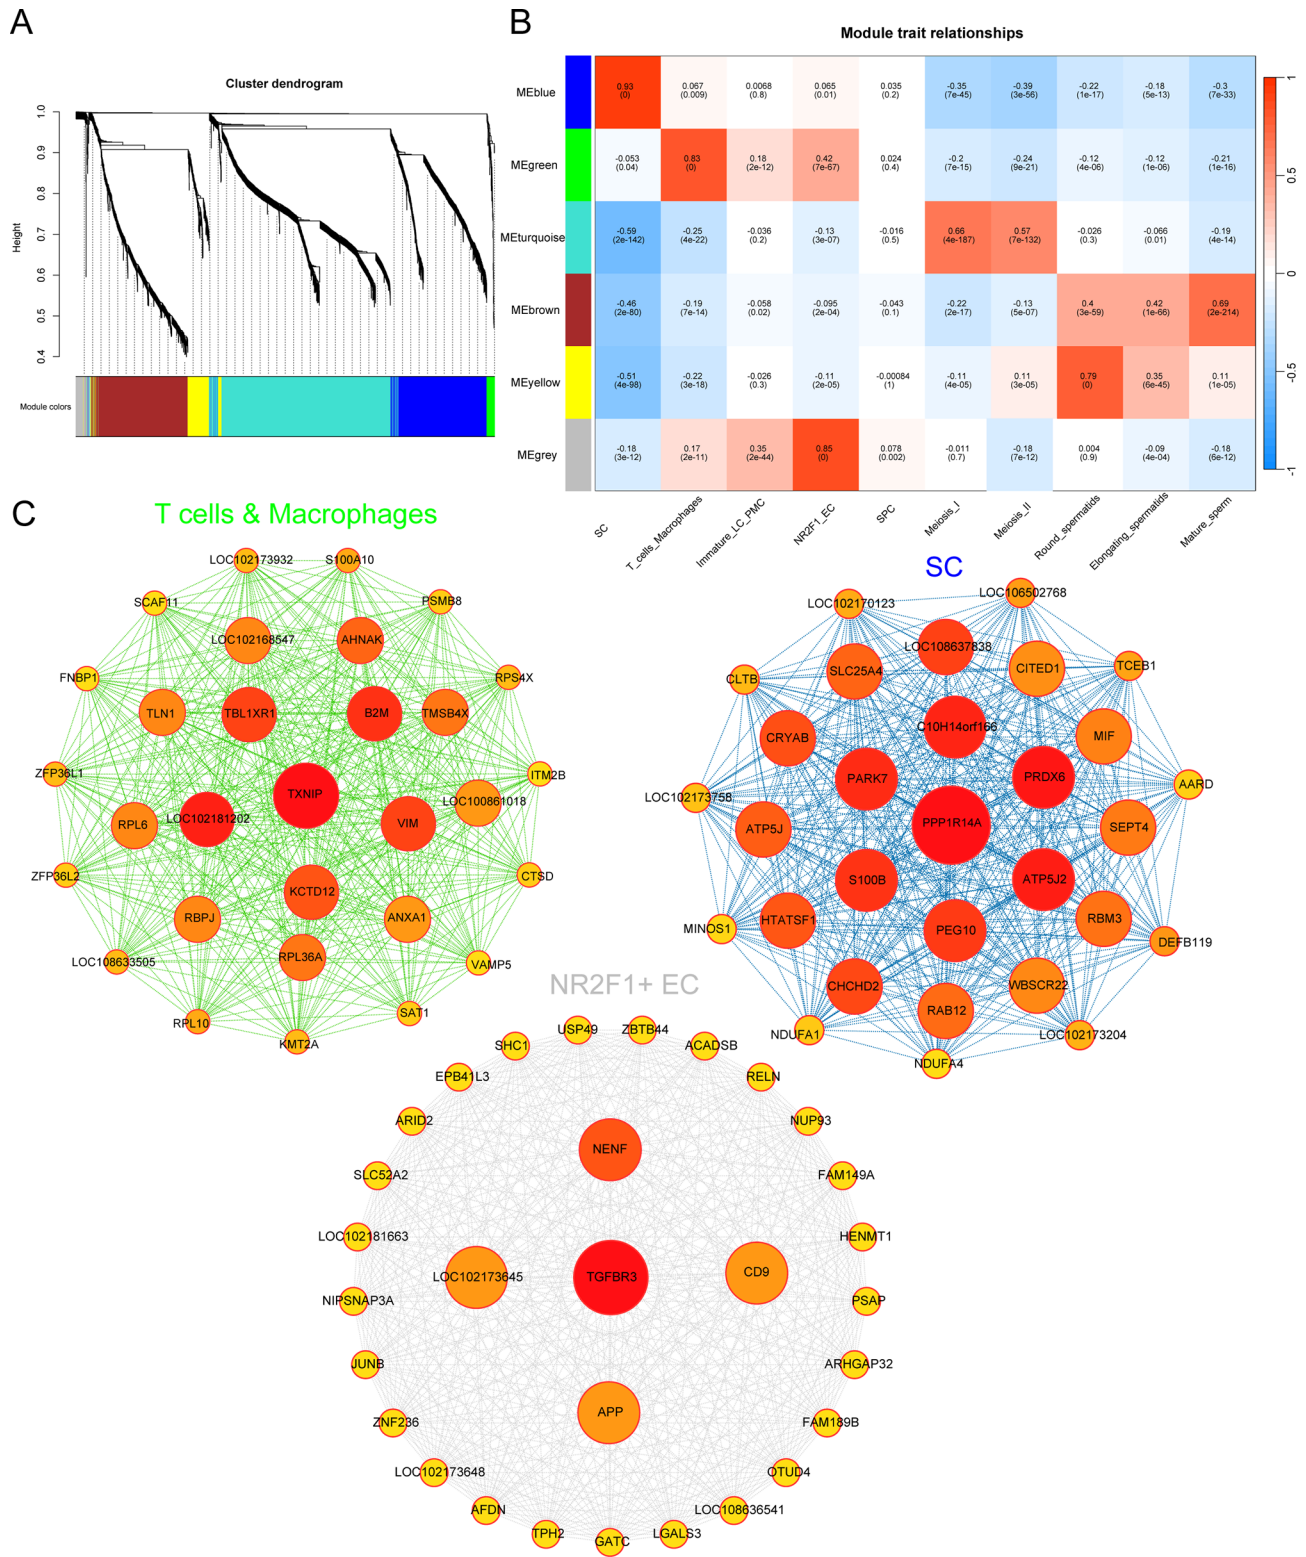 A
Cluster dendrogram
Height
1.0
0.9
0.8
0.7
0.6
0.5
0.4
Module colors
B
Module trait relationships
MEblue
0.93 0.067 0.0068 0.065 0.035 -0.35 -0.39 -0.22 -0.18 -0.3
(0) (0.009) (0.8) (0.01) (0.2) (7e-45) (3e-56) (1e-17) (5e-13) (7e-33)
MEgreen
-0.053 0.83 0.18 0.42 0.024 -0.2 -0.24 -0.12 -0.12 -0.21
(0.04) (0) (2e-12) (7e-67) (0.4) (7e-15) (9e-21) (4e-06) (1e-06) (1e-16)
MEturquoise
-0.59 -0.25 -0.036 -0.13 -0.016 0.66 0.57 -0.026 -0.066 -0.19
(2e-142) (4e-22) (0.2) (3e-07) (0.5) (4e-187) (7e-132) (0.3) (0.01) (4e-14)
MEbrown
-0.46 -0.19 -0.058 -0.095 -0.043 -0.22 -0.13 0.4 0.42 0.69
(2e-80) (7e-14) (0.02) (2e-04) (0.1) (2e-17) (5e-07) (3e-59) (1e-66) (2e-214)
MEyellow
-0.51 -0.22 -0.026 -0.11 -0.00084 -0.11 0.11 0.79 0.35 0.11
(4e-98) (3e-18) (0.3) (2e-05) (1) (4e-05) (3e-05) (0) (6e-45) (1e-05)
MEgrey
-0.18 0.17 0.35 0.85 0.078 -0.011 -0.18 0.004 -0.09 -0.18
(3e-12) (2e-11) (2e-44) (0) (0.002) (0.7) (7e-12) (0.9) (4e-04) (6e-12)
SC
T_cells_Macrophages
Immature_LC_PMC
NR2F1_EC
SPC
Meiosis_I
Meiosis_II
Round_spermatids
Elongating_spermatids
Mature_sperm
1
0.5
0
-0.5
-1
C
T cells & Macrophages
LOC102173932
S100A10
SCAF11
PSMB8
LOC102168547
AHNAK
FNBP1
RPS4X
TLN1
TBL1XR1
B2M
TMSB4X
ZFP36L1
ITM2B
TXNIP
LOC100861018
RPL6
LOC102181202
VIM
ZFP36L2
CTSD
KCTD12
RBPJ
ANXA1
RPL36A
LOC108633505
VAMP5
SAT1
RPL10
KMT2A
SC
LOC106502768
LOC102170123
LOC108637838
CITED1
TCEB1
CLTB
SLC25A4
C10H14orf166
CRYAB
MIF
PARK7
PRDX6
AARD
LOC102173758
PPP1R14A
ATP5J
SEPT4
S100B
ATP5J2
HTATSF1
RBM3
MINOS1
PEG10
DEFB119
CHCHD2
WBSCR22
RAB12
NDUFA1
LOC102173204
NDUFA4
NR2F1+ EC
USP49
ZBTB44
SHC1
ACADSB
EPB41L3
RELN
ARID2
NUP93
NENF
SLC52A2
FAM149A
LOC102181663
HENMT1
LOC102173645
TGFBR3
CD9
NIPSNAP3A
PSAP
JUNB
ARHGAP32
APP
ZNF236
FAM189B
LOC102173648
OTUD4
AFDN
LOC108636541
TPH2
GATC
LGALS3